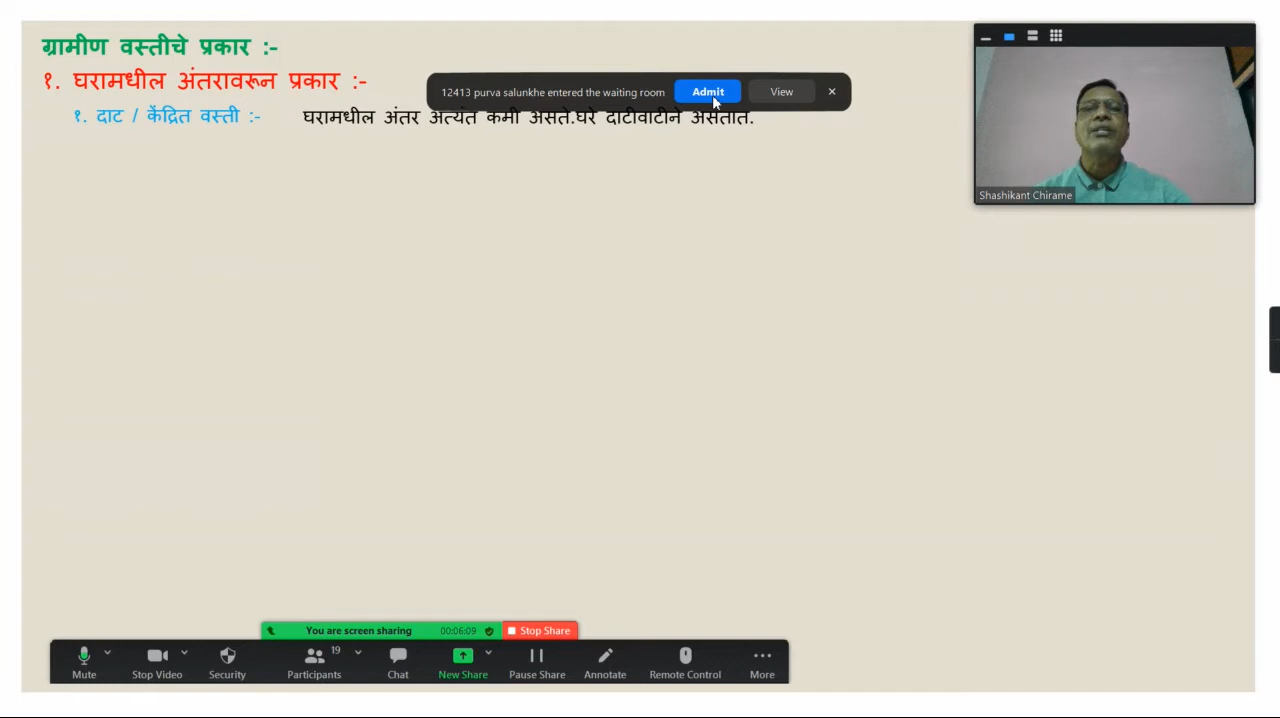 ग्रामीण वस्तीचे प्रकार :-
१. घरामधील अंतरावरून प्रकार :-
12413 purva salunkhe entered the waiting room Admit View
१. दाट / केंद्रित वस्ती :- घरामधील अंतर अत्यंत कमी असते.घरे दाटीवाटीने असतात.
Shashikant Chirame
You are screen sharing 00:06:09 Stop Share
19
Mute Stop Video Security Participants Chat New Share Pause Share Annotate Remote Control More